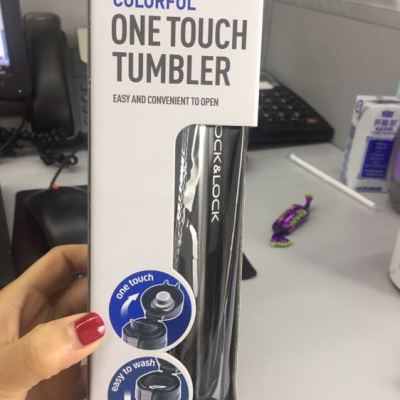 COLORFUL
ONE TOUCH
TUMBLER
EASY AND CONVENIENT TO OPEN
LOCK&LOCK
one touch
easy to wash